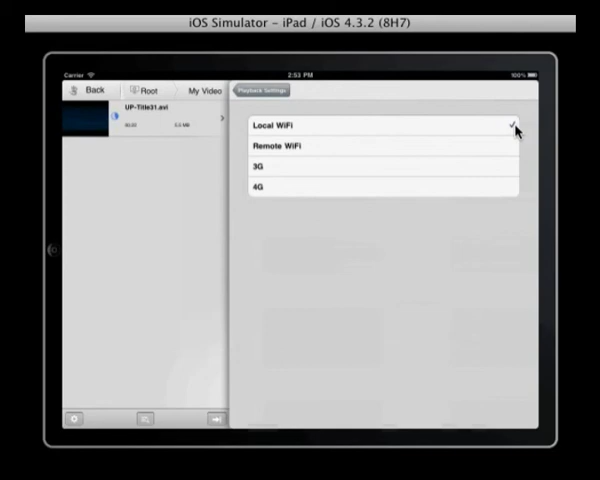 iOS Simulator – iPad / iOS 4.3.2 (8H7)
Carrier 2:53 PM 100%
Back Root My Video Playback Settings
UP-Title31.avi
Local WiFi
Remote WiFi
3G
4G